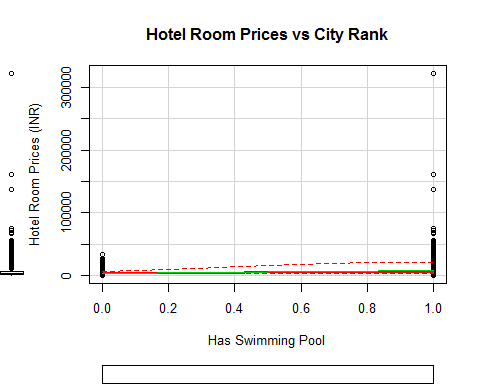 Hotel Room Prices vs City Rank
Hotel Room Prices (INR)
300000
200000
100000
0
0.0 0.2 0.4 0.6 0.8 1.0
Has Swimming Pool